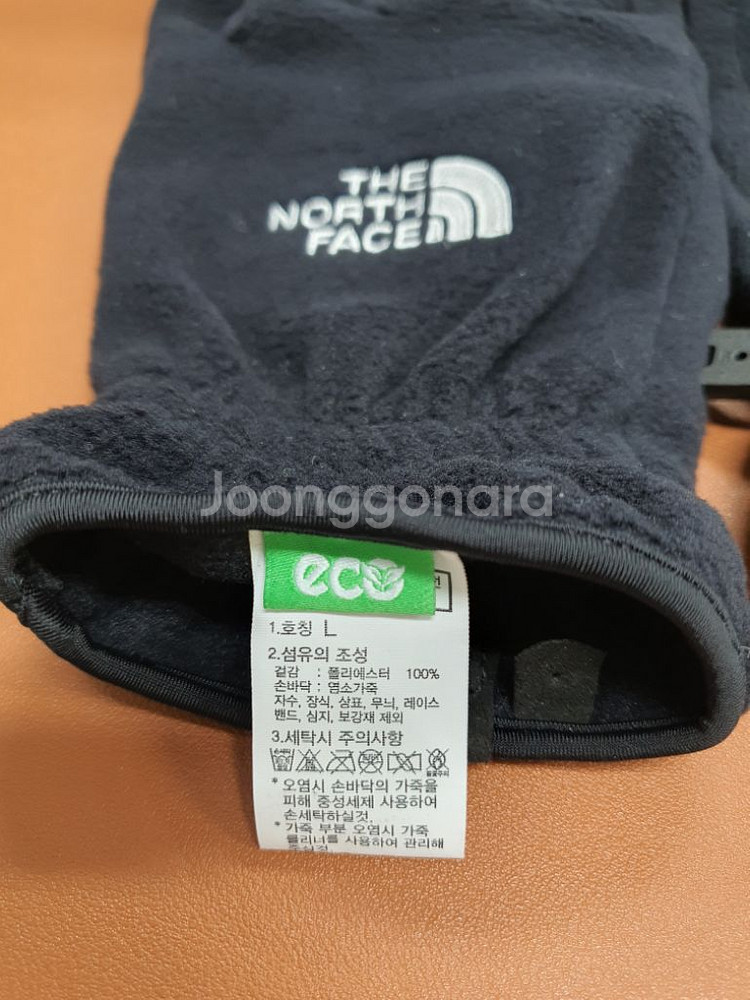 THE
NORTH
FACE
Joonggonara
eco
1.호칭 L
2.섬유의 조성
겉감 : 폴리에스터 100%
손바닥 : 염소가죽
자수, 장식, 상표, 무늬, 레이스
밴드, 심지, 보강재 제외
3.세탁시 주의사항
* 오염시 손바닥의 가죽을
피해 중성세제 사용하여
손세탁하실것.
* 가죽 부분 오염시 가죽
클리너를 사용하여 관리해